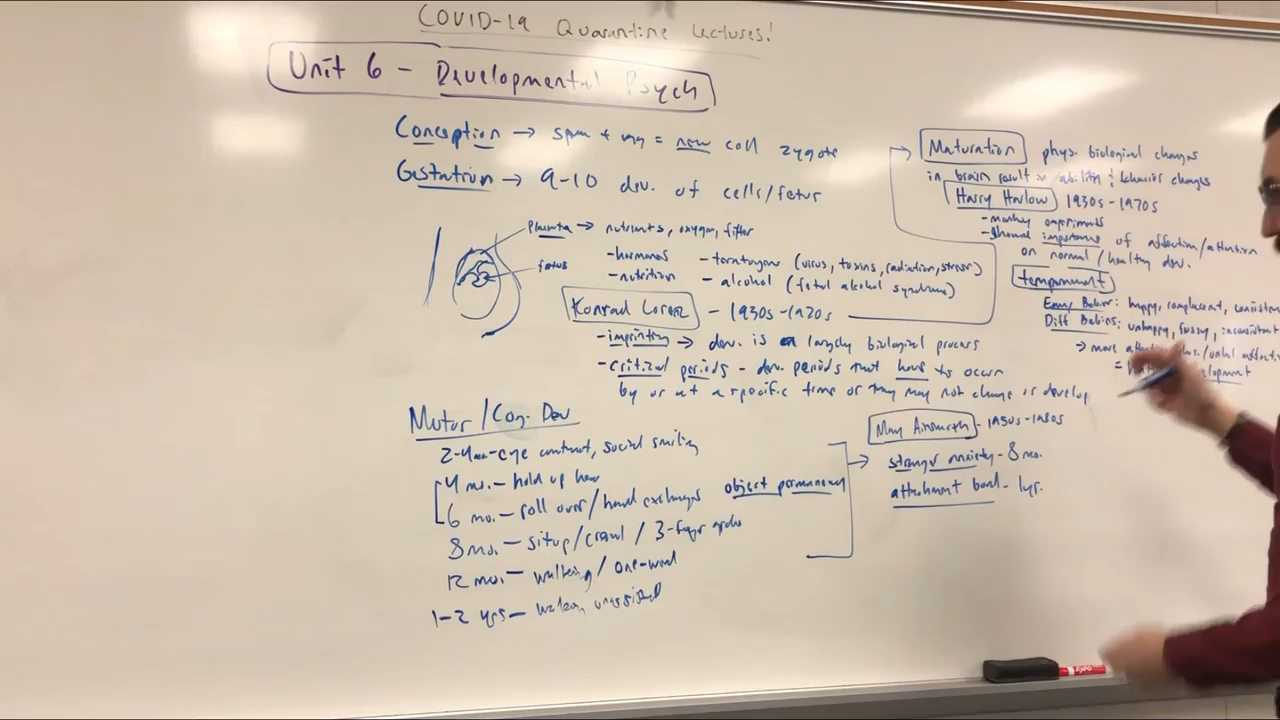 COVID-19 Quarantine Lectures!
Unit 6 - Developmental Psych
Conception → sperm + egg = new cell zygote
Gestation → 9-10 dev. of cells/fetus
placenta → nutrients, oxygen, filter
fetus
-hormones
-nutrition
-teratogens (virus, toxins, radiation, stress)
-alcohol (fetal alcohol syndrome)
Konrad Lorenz - 1930s-1970s
-imprinting → dev. is a largely biological process
-critical periods - dev. periods that have to occur
by or at a specific time or they may not change or develop
Maturation phys. biological changes
in brain result in ability & behavior changes
Harry Harlow 1930s-1970s
-monkey experiments
-showed importance of affection/attention
on normal/healthy dev.
temperament
Easy Babies: happy, complacent, consistent
Diff Babies: unhappy, fussy, inconsistent
→ more
Motor/Cog. Dev
2-4mo.-eye contact, social smiling
4 mo.- hold up head
6 mo.- roll over/hand exchanges
object permanency
8mo.- situp/crawl/3-finger
12 mo.- walking/one-word
1-2 yrs- walking unassisted
Mary Ainsworth - 1950s-1980s
stranger anxiety - 8 mo.
attachment bond - 1yr.
EXPO